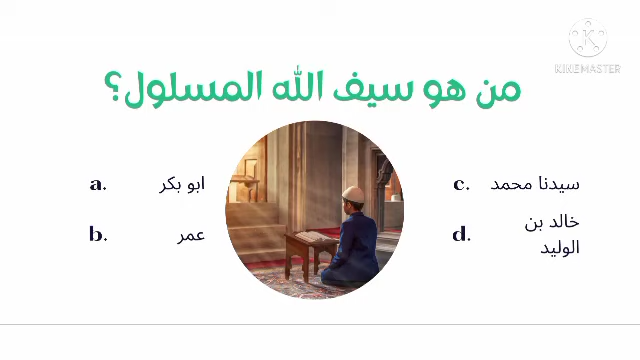 KINEMASTER
من هو سيف الله المسلول؟
a. ابو بكر
b. عمر
c. سيدنا محمد
d. خالد بن
الوليد